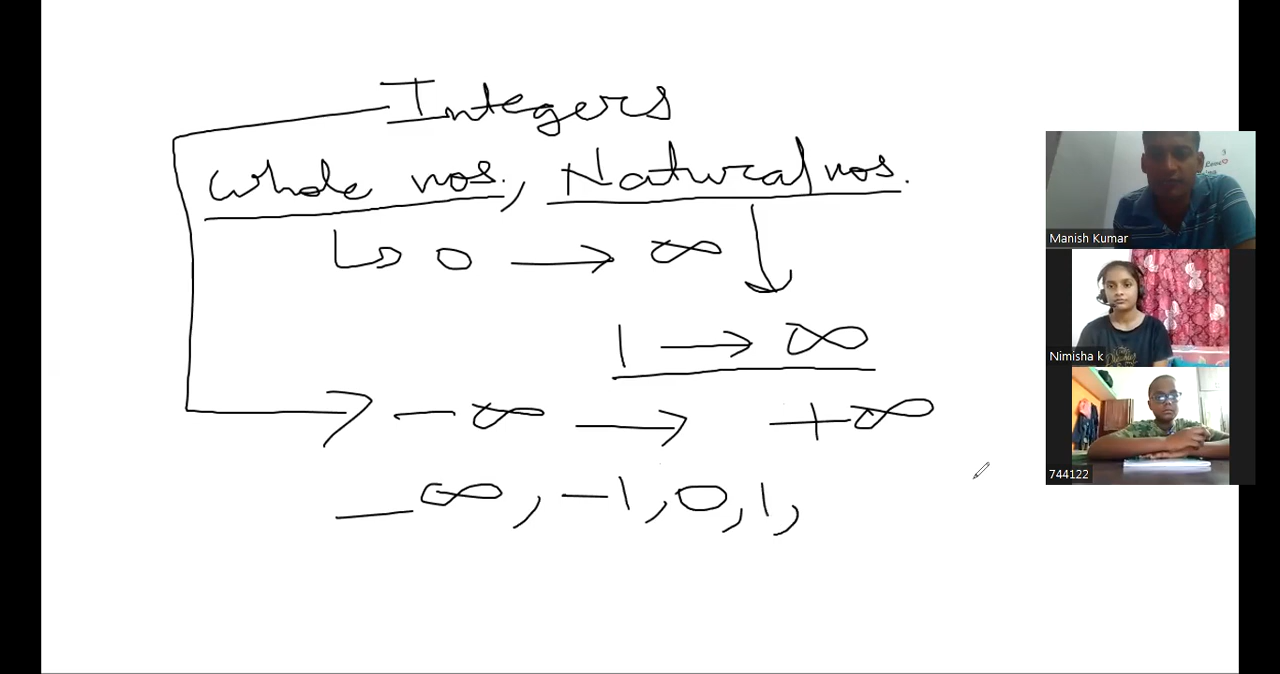 Integers
Whole nos., Natural nos.
↳ 0 → ∞
↓
1 → ∞
→ -∞ → +∞
-∞, -1, 0, 1,
Manish Kumar
Nimisha k
744122